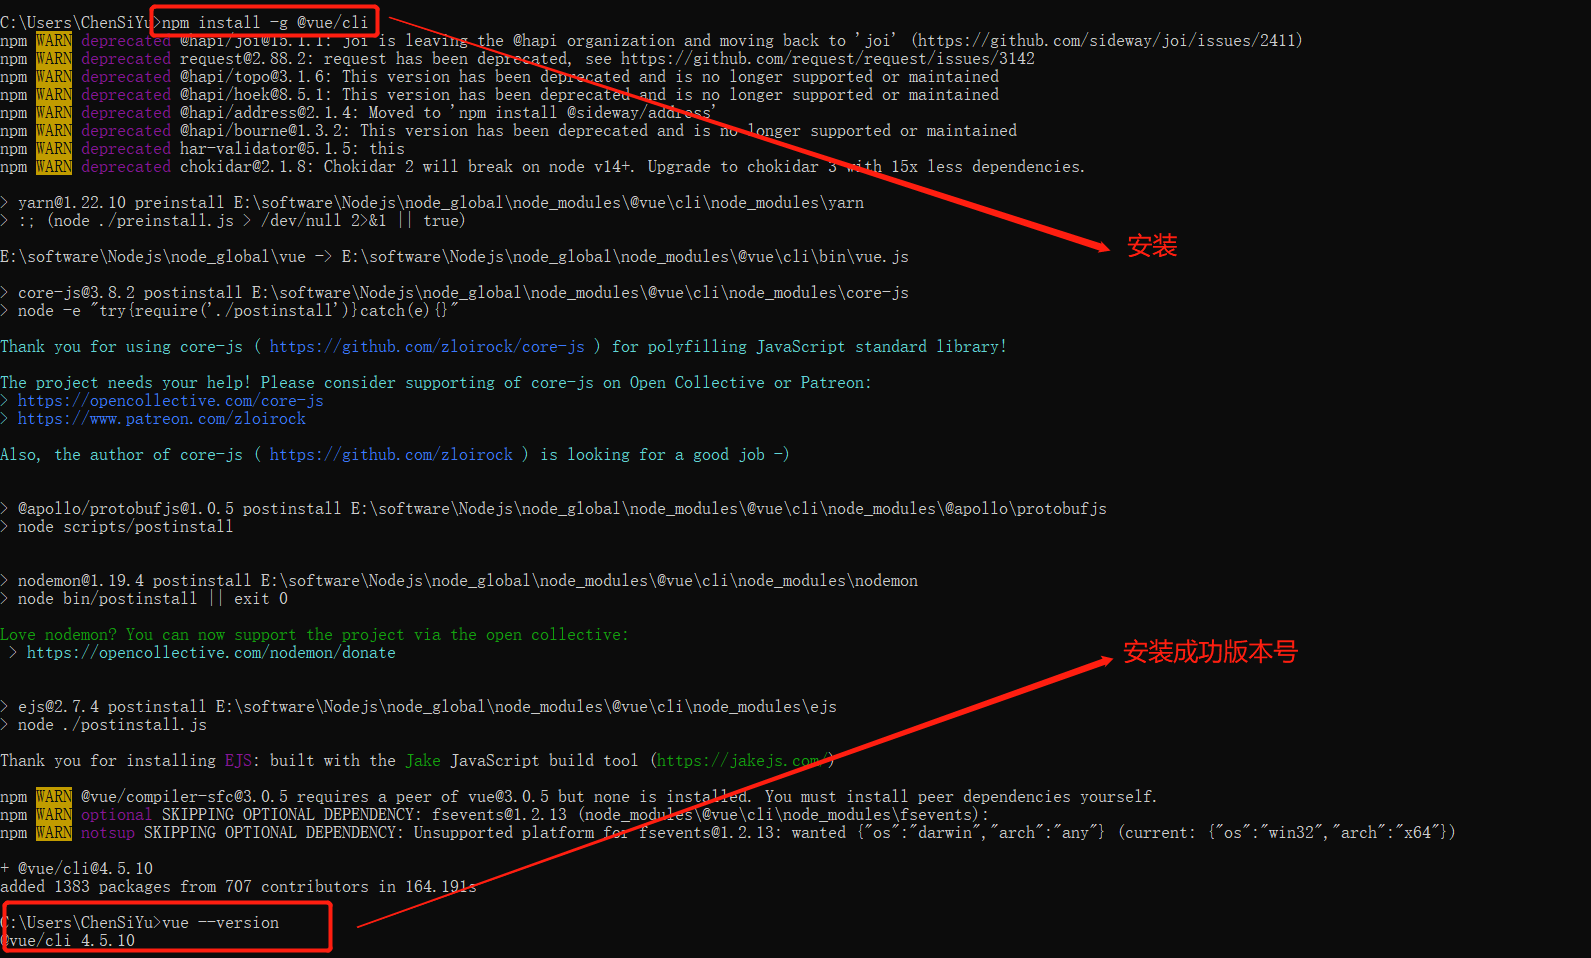 C:\Users\ChenSiYu>npm install -g @vue/cli
npm WARN deprecated @hapi/joi@15.1.1: joi is leaving the @hapi organization and moving back to 'joi' (https://github.com/sideway/joi/issues/2411)
npm WARN deprecated request@2.88.2: request has been deprecated, see https://github.com/request/request/issues/3142
npm WARN deprecated @hapi/topo@3.1.6: This version has been deprecated and is no longer supported or maintained
npm WARN deprecated @hapi/hoek@8.5.1: This version has been deprecated and is no longer supported or maintained
npm WARN deprecated @hapi/address@2.1.4: Moved to 'npm install @sideway/address'
npm WARN deprecated @hapi/bourne@1.3.2: This version has been deprecated and is no longer supported or maintained
npm WARN deprecated har-validator@5.1.5: this
npm WARN deprecated chokidar@2.1.8: Chokidar 2 will break on node v14+. Upgrade to chokidar 3 with 15x less dependencies.
> yarn@1.22.10 preinstall E:\software\Nodejs\node_global\node_modules\@vue\cli\node_modules\yarn
> :; (node ./preinstall.js > /dev/null 2>&1 || true)
安装
E:\software\Nodejs\node_global\vue -> E:\software\Nodejs\node_global\node_modules\@vue\cli\bin\vue.js
> core-js@3.8.2 postinstall E:\software\Nodejs\node_global\node_modules\@vue\cli\node_modules\core-js
> node -e "try{require('./postinstall')}catch(e){}"
Thank you for using core-js ( https://github.com/zloirock/core-js ) for polyfilling JavaScript standard library!
The project needs your help! Please consider supporting of core-js on Open Collective or Patreon:
> https://opencollective.com/core-js
> https://www.patreon.com/zloirock
Also, the author of core-js ( https://github.com/zloirock ) is looking for a good job -)
> @apollo/protobufjs@1.0.5 postinstall E:\software\Nodejs\node_global\node_modules\@vue\cli\node_modules\@apollo\protobufjs
> node scripts/postinstall
> nodemon@1.19.4 postinstall E:\software\Nodejs\node_global\node_modules\@vue\cli\node_modules\nodemon
> node bin/postinstall || exit 0
Love nodemon? You can now support the project via the open collective:
> https://opencollective.com/nodemon/donate
安装成功版本号
> ejs@2.7.4 postinstall E:\software\Nodejs\node_global\node_modules\@vue\cli\node_modules\ejs
> node ./postinstall.js
Thank you for installing EJS: built with the Jake JavaScript build tool (https://jakejs.com/)
npm WARN @vue/compiler-sfc@3.0.5 requires a peer of vue@3.0.5 but none is installed. You must install peer dependencies yourself.
npm WARN optional SKIPPING OPTIONAL DEPENDENCY: fsevents@1.2.13 (node_modules\@vue\cli\node_modules\fsevents):
npm WARN notsup SKIPPING OPTIONAL DEPENDENCY: Unsupported platform for fsevents@1.2.13: wanted {"os":"darwin","arch":"any"} (current: {"os":"win32","arch":"x64"})
+ @vue/cli@4.5.10
added 1383 packages from 707 contributors in 164.191s
C:\Users\ChenSiYu>vue --version
@vue/cli 4.5.10